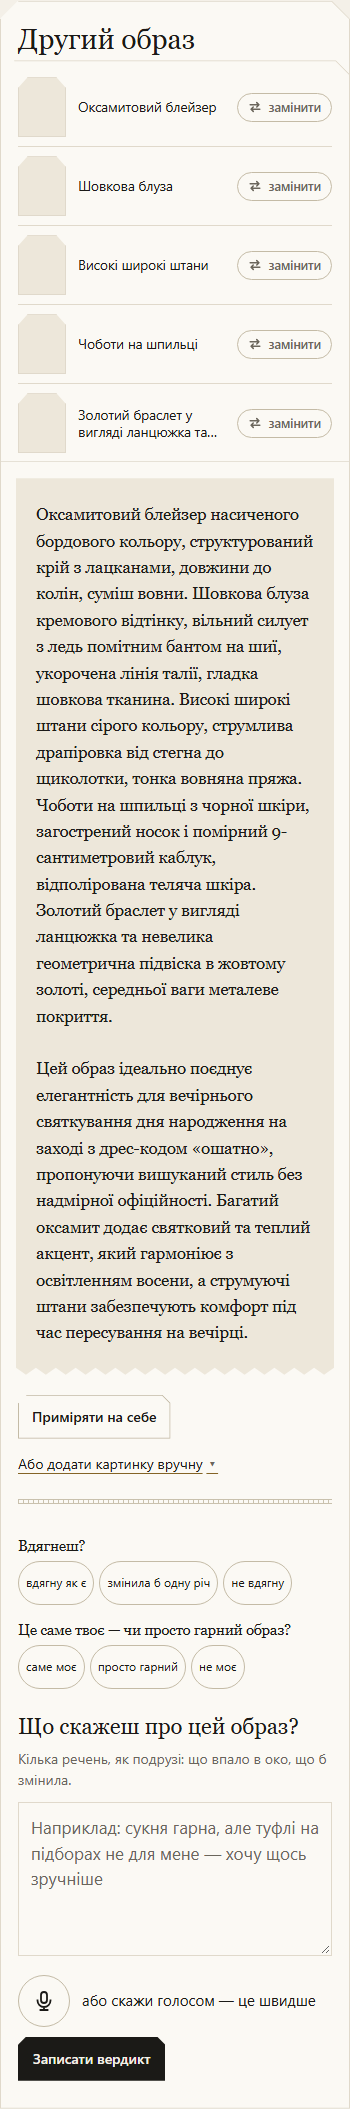 Другий образ
Оксамитовий блейзер
замінити
Шовкова блуза
замінити
Високі широкі штани
замінити
Чоботи на шпильці
замінити
Золотий браслет у
вигляді ланцюжка та...
замінити
Оксамитовий блейзер насиченого
бордового кольору, структурований
крій з лацканами, довжини до
колін, суміш вовни. Шовкова блуза
кремового відтінку, вільний силует
з ледь помітним бантом на шиї,
укорочена лінія талії, гладка
шовкова тканина. Високі широкі
штани сірого кольору, струмлива
драпіровка від стегна до
щиколотки, тонка вовняна пряжа.
Чоботи на шпильці з чорної шкіри,
загострений носок і помірний 9-
сантиметровий каблук,
відполірована теляча шкіра.
Золотий браслет у вигляді
ланцюжка та невелика
геометрична підвіска в жовтому
золоті, середньої ваги металеве
покриття.
Цей образ ідеально поєднує
елегантність для вечірнього
святкування дня народження на
заході з дрес-кодом «ошатно»,
пропонуючи вишуканий стиль без
надмірної офіційності. Багатий
оксамит додає святковий та теплий
акцент, який гармоніює з
освітленням восени, а струмуючі
штани забезпечують комфорт під
час пересування на вечірці.
Приміряти на себе
Або додати картинку вручну
Вдягнеш?
вдягну як є
змінила б одну річ
не вдягну
Це саме твоє — чи просто гарний образ?
саме моє
просто гарний
не моє
Що скажеш про цей образ?
Кілька речень, як подрузі: що впало в око, що б
змінила.
Наприклад: сукня гарна, але туфлі на
підборах не для мене — хочу щось
зручніше
або скажи голосом — це швидше
Записати вердикт